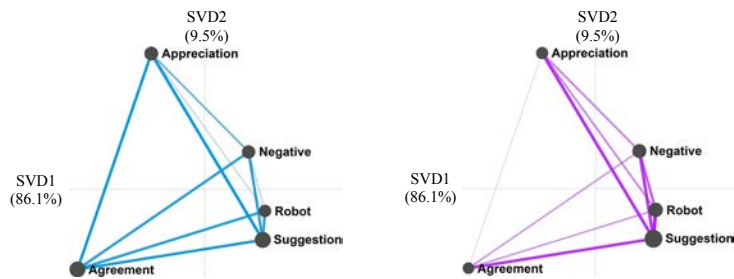 SVD2
(9.5%)
Appreciation
Negative
SVD1
(86.1%)
Robot
Suggestion
Agreement
SVD2
(9.5%)
Appreciation
Negative
SVD1
(86.1%)
Robot
Suggestion
Agreement